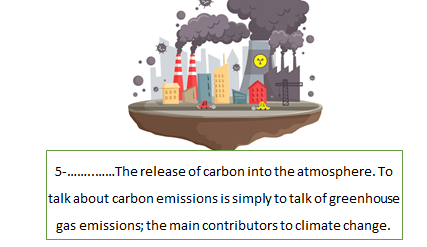 5-……..……The release of carbon into the atmosphere. To
talk about carbon emissions is simply to talk of greenhouse
gas emissions; the main contributors to climate change.